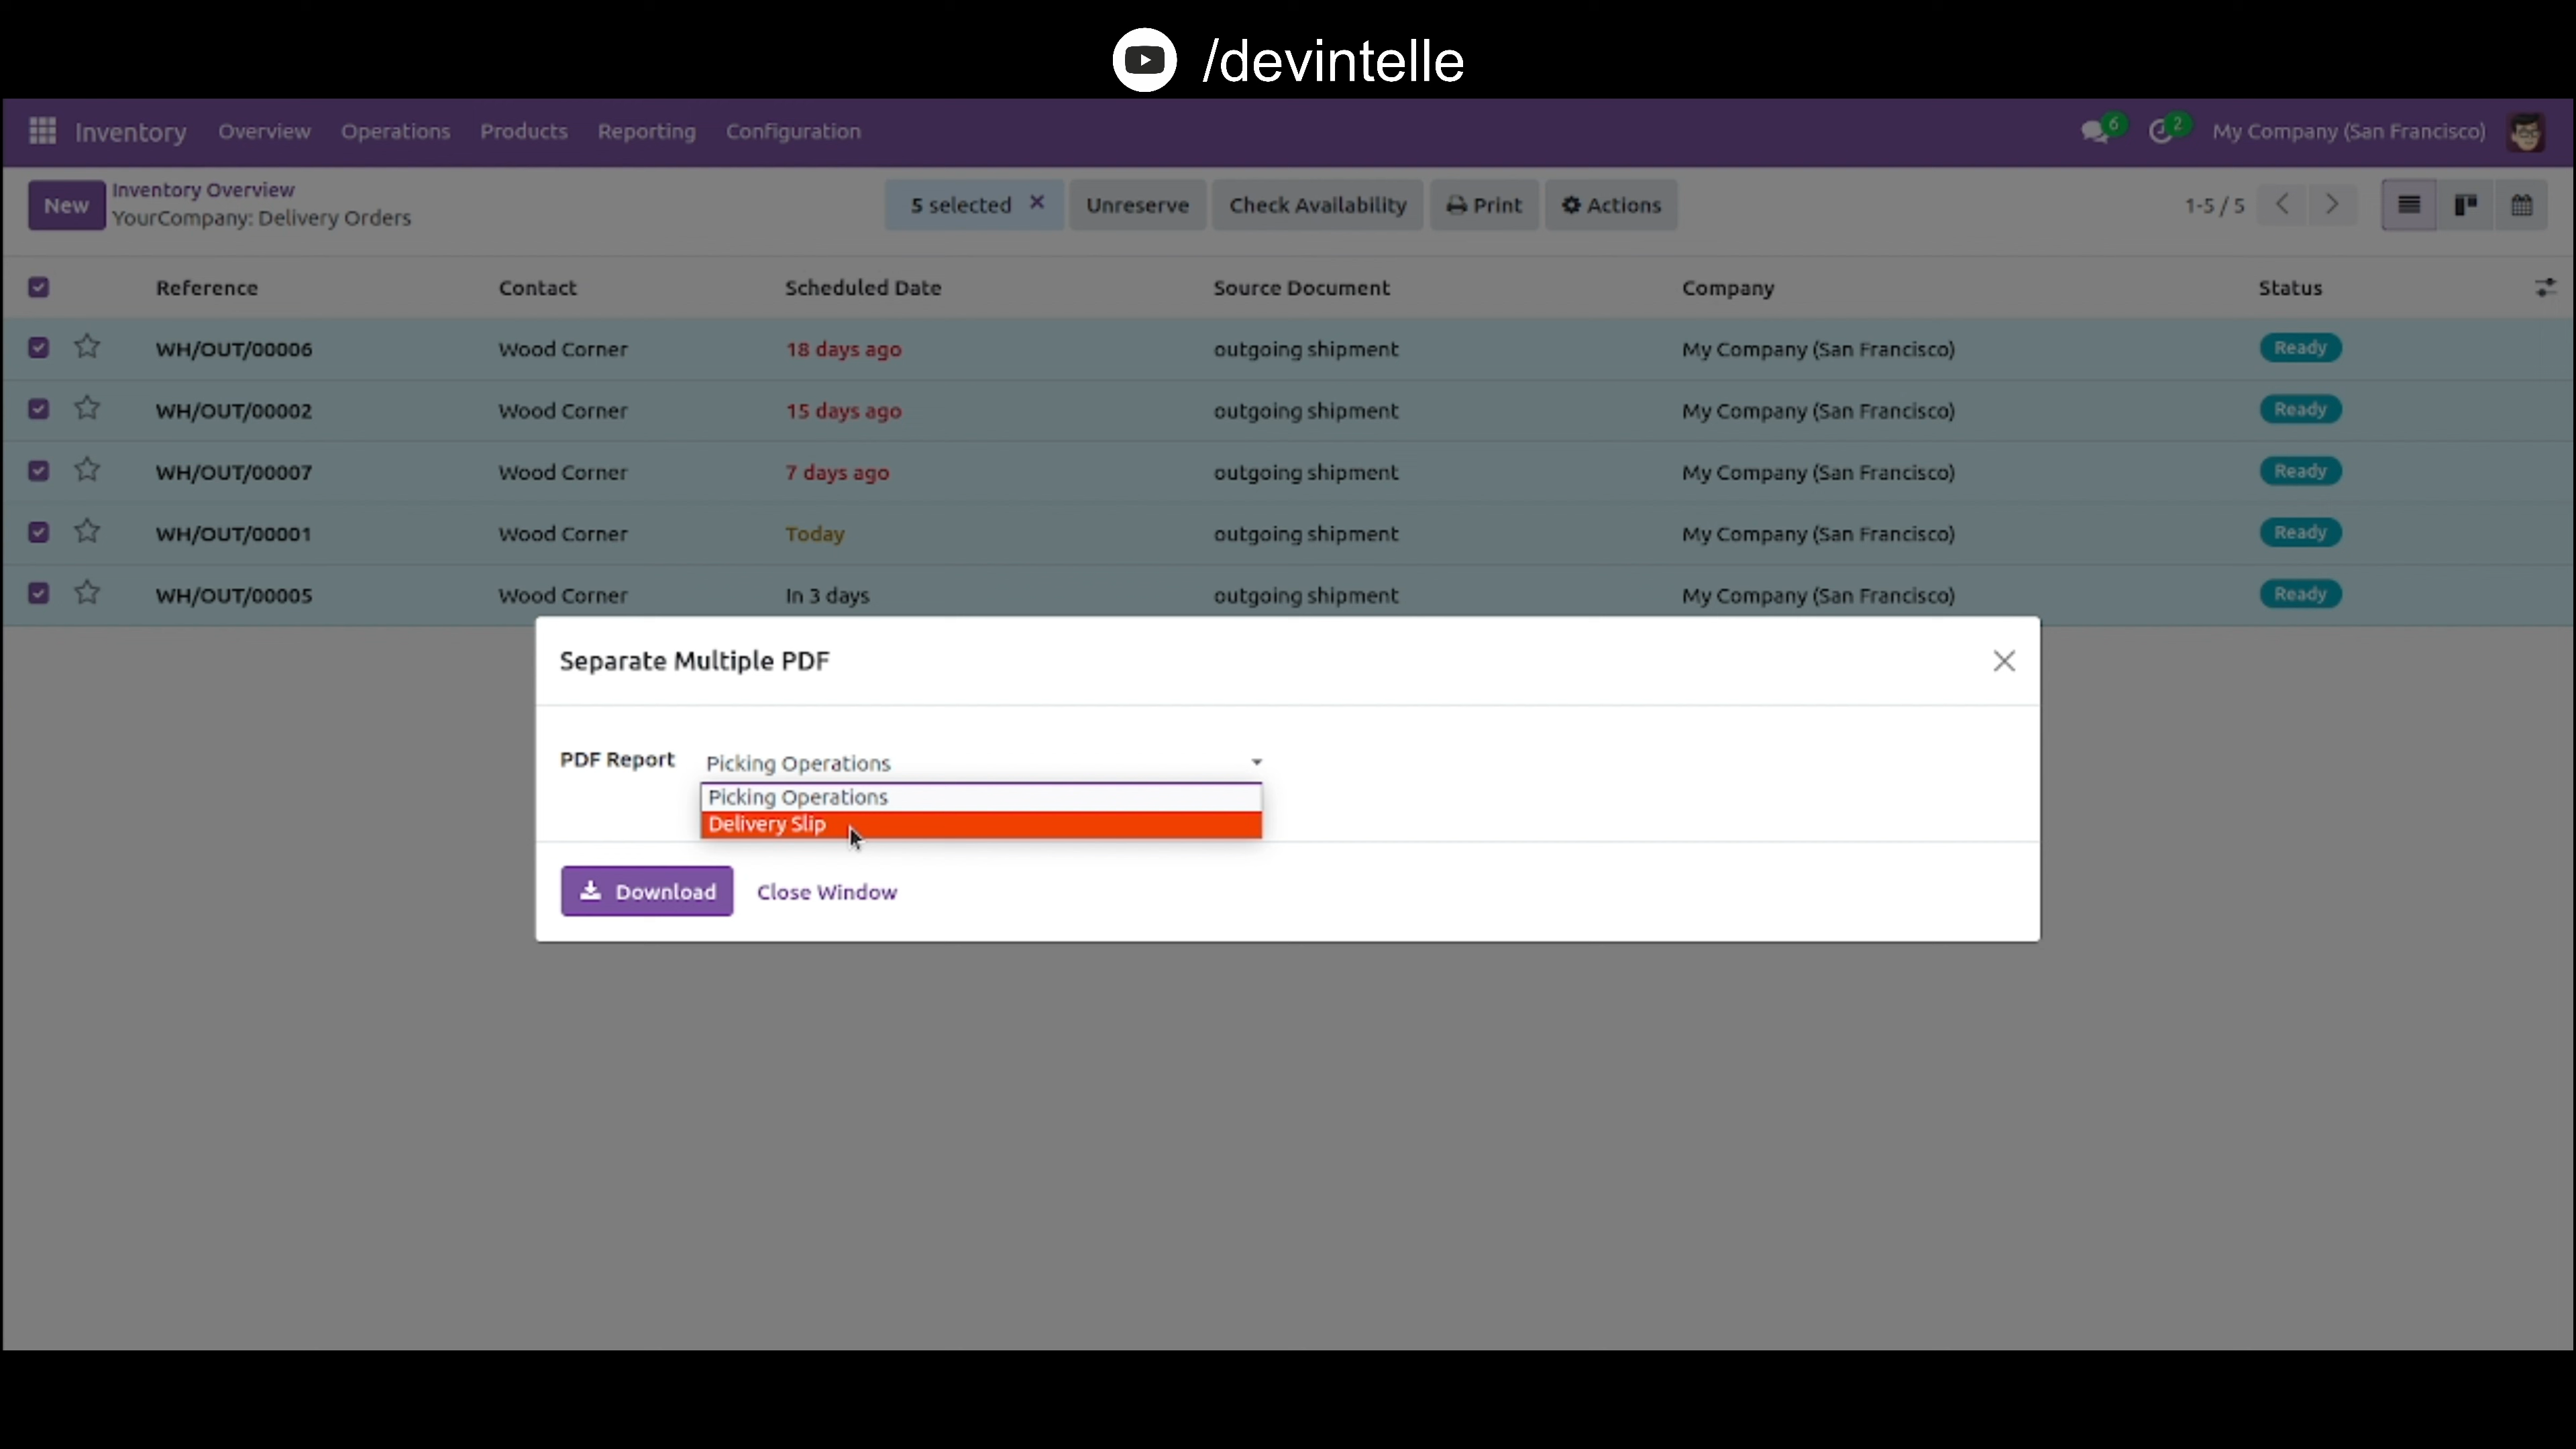 /devintelle
Inventory Overview Operations Products Reporting Configuration 6 2 My Company (San Francisco)
New Inventory Overview
YourCompany: Delivery Orders
5 selected Unreserve Check Availability Print Actions 1-5 / 5
Reference Contact Scheduled Date Source Document Company Status
WH/OUT/00006 Wood Corner 18 days ago outgoing shipment My Company (San Francisco) Ready
WH/OUT/00002 Wood Corner 15 days ago outgoing shipment My Company (San Francisco) Ready
WH/OUT/00007 Wood Corner 7 days ago outgoing shipment My Company (San Francisco) Ready
WH/OUT/00001 Wood Corner Today outgoing shipment My Company (San Francisco) Ready
WH/OUT/00005 Wood Corner In 3 days outgoing shipment My Company (San Francisco) Ready
Separate Multiple PDF
PDF Report Picking Operations
Picking Operations
Delivery Slip
Download Close Window